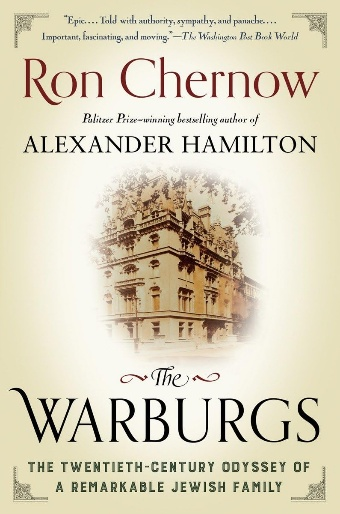 "Epic.... Told with authority, sympathy, and panache....
Important, fascinating, and moving."—The Washington Post Book World
Ron Chernow
Pulitzer Prize–winning bestselling author of
ALEXANDER HAMILTON
The
WARBURGS
THE TWENTIETH-CENTURY ODYSSEY OF
A REMARKABLE JEWISH FAMILY